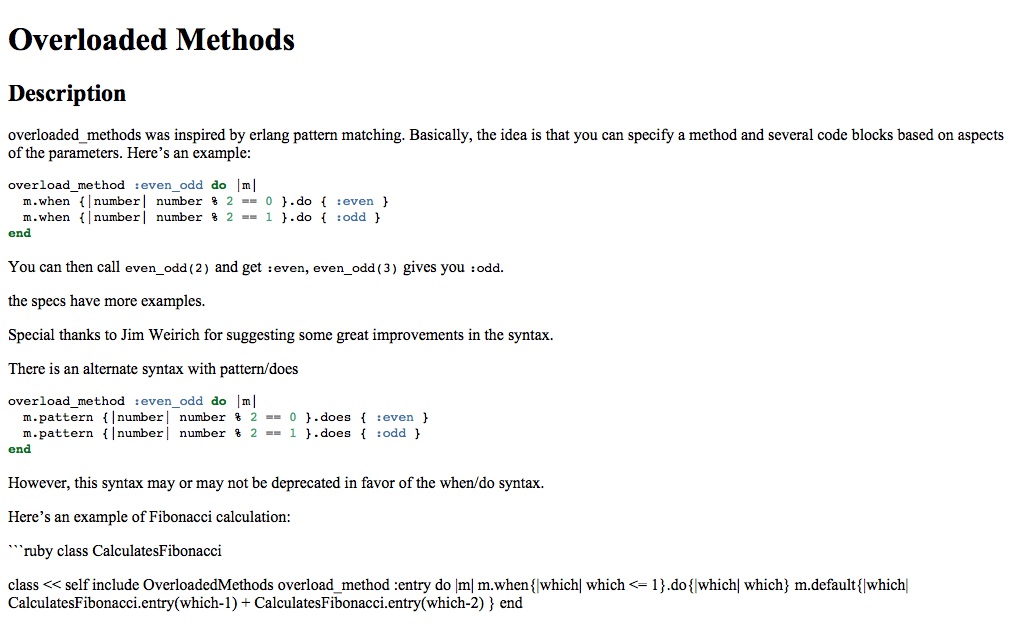 Overloaded Methods
Description
overloaded_methods was inspired by erlang pattern matching. Basically, the idea is that you can specify a method and several code blocks based on aspects
of the parameters. Here’s an example:
overload_method :even_odd do |m|
  m.when {|number| number % 2 == 0 }.do { :even }
  m.when {|number| number % 2 == 1 }.do { :odd }
end
You can then call even_odd(2) and get :even, even_odd(3) gives you :odd.
the specs have more examples.
Special thanks to Jim Weirich for suggesting some great improvements in the syntax.
There is an alternate syntax with pattern/does
overload_method :even_odd do |m|
  m.pattern {|number| number % 2 == 0 }.does { :even }
  m.pattern {|number| number % 2 == 1 }.does { :odd }
end
However, this syntax may or may not be deprecated in favor of the when/do syntax.
Here’s an example of Fibonacci calculation:
```ruby class CalculatesFibonacci
class << self include OverloadedMethods overload_method :entry do |m| m.when{|which| which <= 1}.do{|which| which} m.default{|which|
CalculatesFibonacci.entry(which-1) + CalculatesFibonacci.entry(which-2) } end